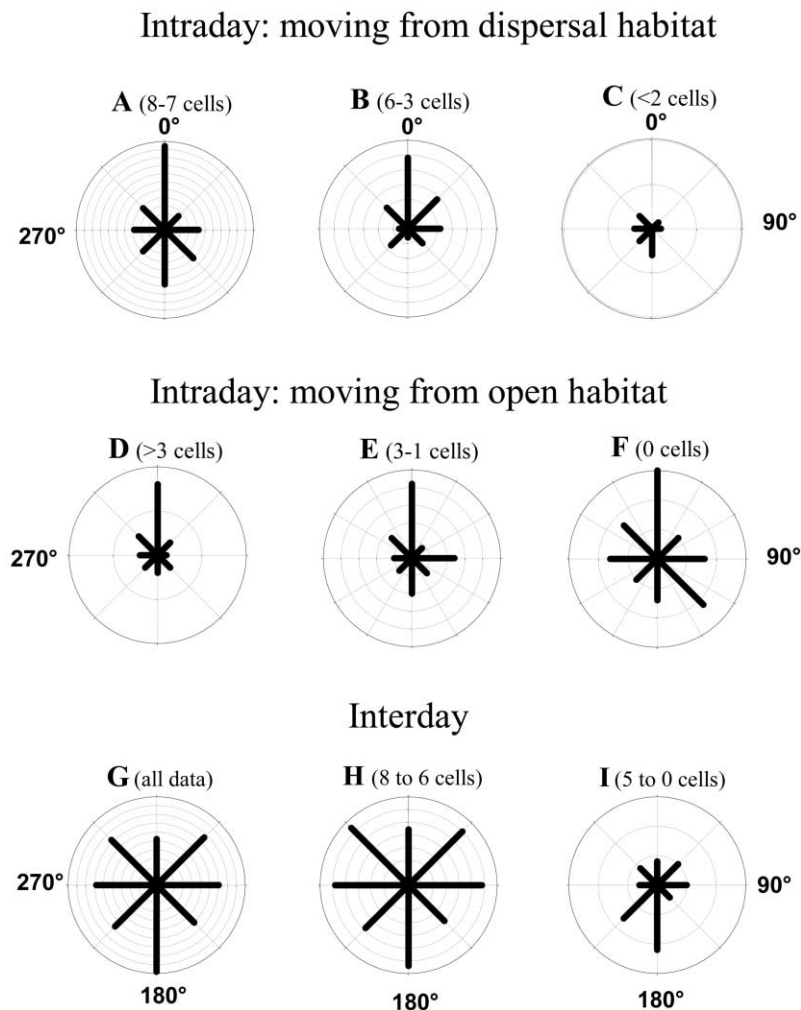 Intraday: moving from dispersal habitat
A (8-7 cells) B (6-3 cells) C (<2 cells)
0° 0° 0°
270° 90°
Intraday: moving from open habitat
D (>3 cells) E (3-1 cells) F (0 cells)
270° 90°
Interday
G (all data) H (8 to 6 cells) I (5 to 0 cells)
270° 90°
180° 180° 180°